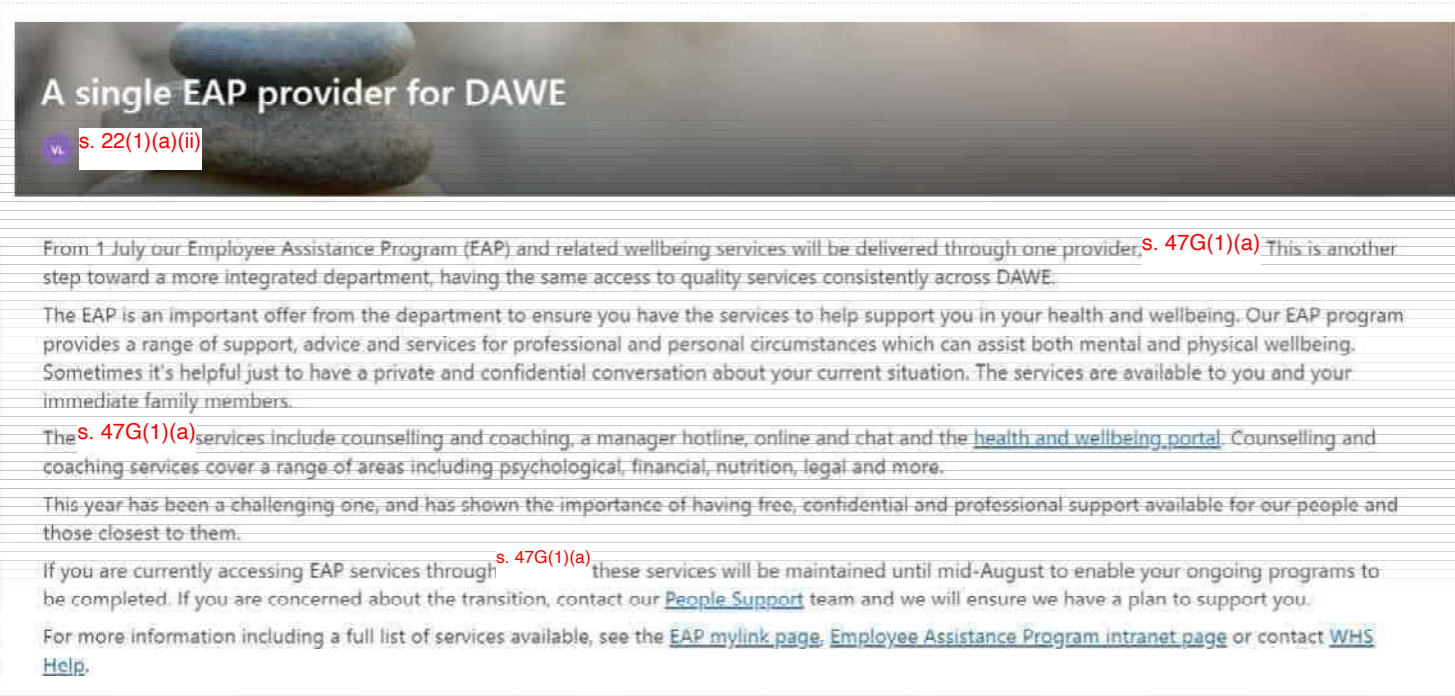 A single EAP provider for DAWE
VL s. 22(1)(a)(ii)
From 1 July our Employee Assistance Program (EAP) and related wellbeing services will be delivered through one provider, s. 47G(1)(a) This is another
step toward a more integrated department, having the same access to quality services consistently across DAWE.
The EAP is an important offer from the department to ensure you have the services to help support you in your health and wellbeing. Our EAP program
provides a range of support, advice and services for professional and personal circumstances which can assist both mental and physical wellbeing.
Sometimes it's helpful just to have a private and confidential conversation about your current situation. The services are available to you and your
immediate family members.
The s. 47G(1)(a) services include counselling and coaching, a manager hotline, online and chat and the health and wellbeing portal. Counselling and
coaching services cover a range of areas including psychological, financial, nutrition, legal and more.
This year has been a challenging one, and has shown the importance of having free, confidential and professional support available for our people and
those closest to them.
If you are currently accessing EAP services through s. 47G(1)(a) these services will be maintained until mid-August to enable your ongoing programs to
be completed. If you are concerned about the transition, contact our People Support team and we will ensure we have a plan to support you.
For more information including a full list of services available, see the EAP mylink page, Employee Assistance Program intranet page or contact WHS
Help.